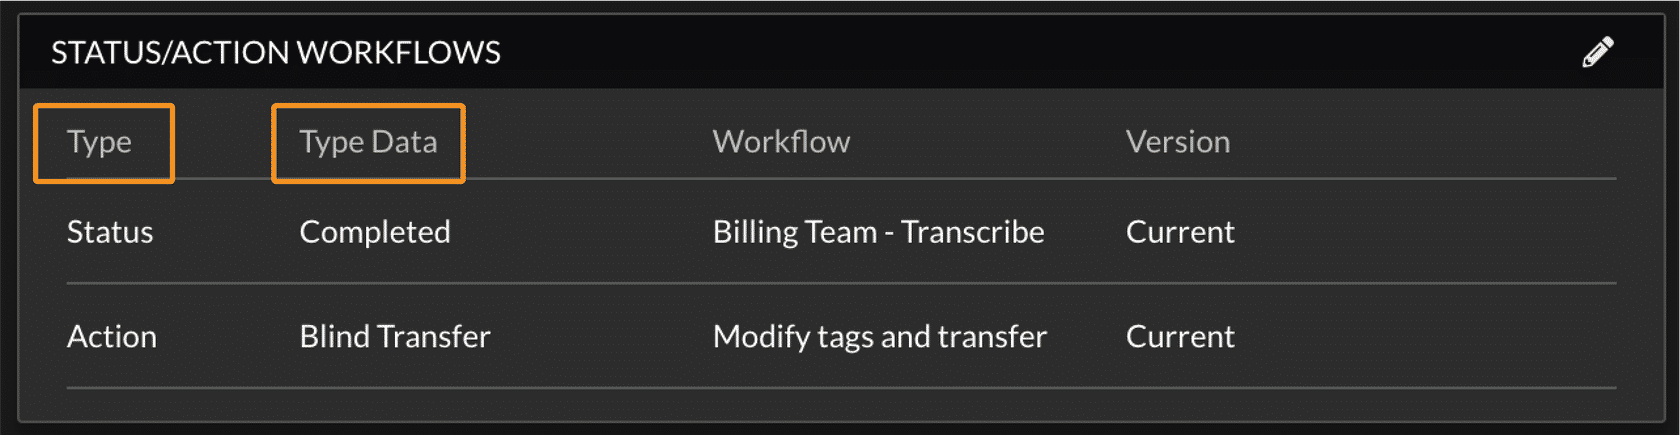 STATUS/ACTION WORKFLOWS
Type Type Data Workflow Version
Status Completed Billing Team - Transcribe Current
Action Blind Transfer Modify tags and transfer Current